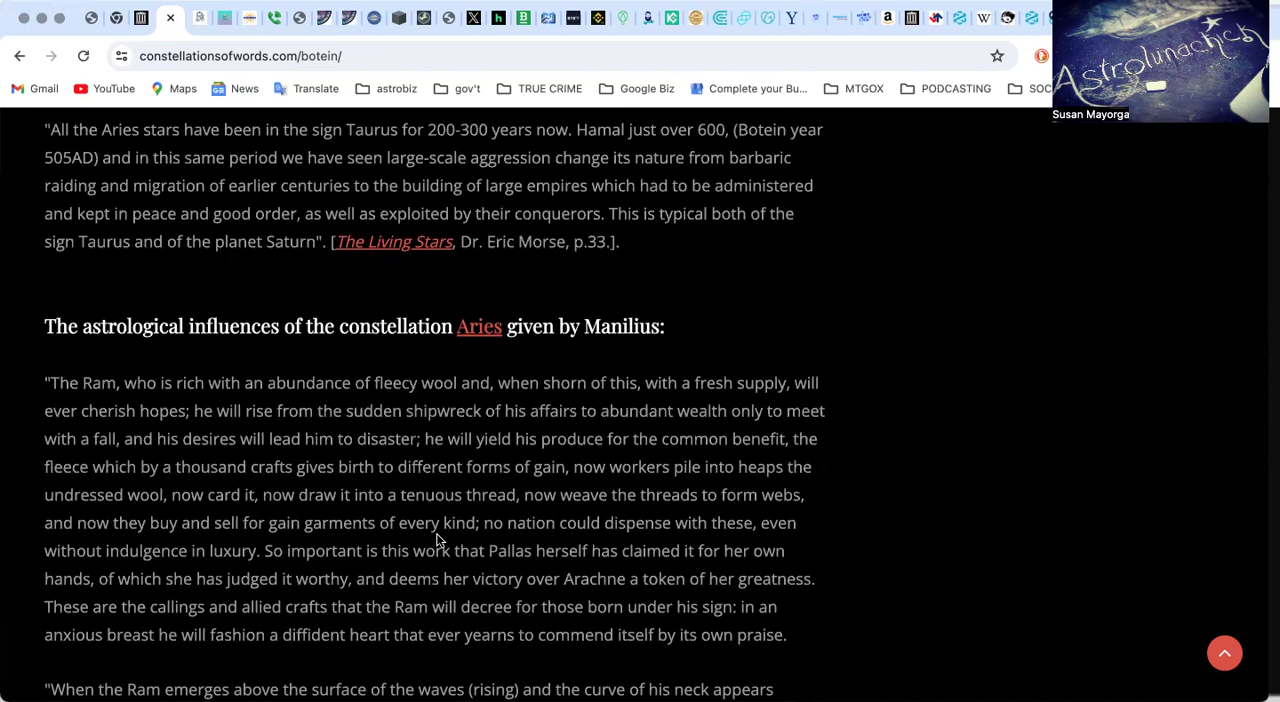 constellationsofwords.com/botein/
Gmail YouTube Maps News Translate astrobiz gov't TRUE CRIME Google Biz Complete your Bu... MTGOX PODCASTING SOC
Astrolunachick
Susan Mayorga
"All the Aries stars have been in the sign Taurus for 200-300 years now. Hamal just over 600, (Botein year
505AD) and in this same period we have seen large-scale aggression change its nature from barbaric
raiding and migration of earlier centuries to the building of large empires which had to be administered
and kept in peace and good order, as well as exploited by their conquerors. This is typical both of the
sign Taurus and of the planet Saturn". [The Living Stars, Dr. Eric Morse, p.33.].
The astrological influences of the constellation Aries given by Manilius:
"The Ram, who is rich with an abundance of fleecy wool and, when shorn of this, with a fresh supply, will
ever cherish hopes; he will rise from the sudden shipwreck of his affairs to abundant wealth only to meet
with a fall, and his desires will lead him to disaster; he will yield his produce for the common benefit, the
fleece which by a thousand crafts gives birth to different forms of gain, now workers pile into heaps the
undressed wool, now card it, now draw it into a tenuous thread, now weave the threads to form webs,
and now they buy and sell for gain garments of every kind; no nation could dispense with these, even
without indulgence in luxury. So important is this work that Pallas herself has claimed it for her own
hands, of which she has judged it worthy, and deems her victory over Arachne a token of her greatness.
These are the callings and allied crafts that the Ram will decree for those born under his sign: in an
anxious breast he will fashion a diffident heart that ever yearns to commend itself by its own praise.
"When the Ram emerges above the surface of the waves (rising) and the curve of his neck appears